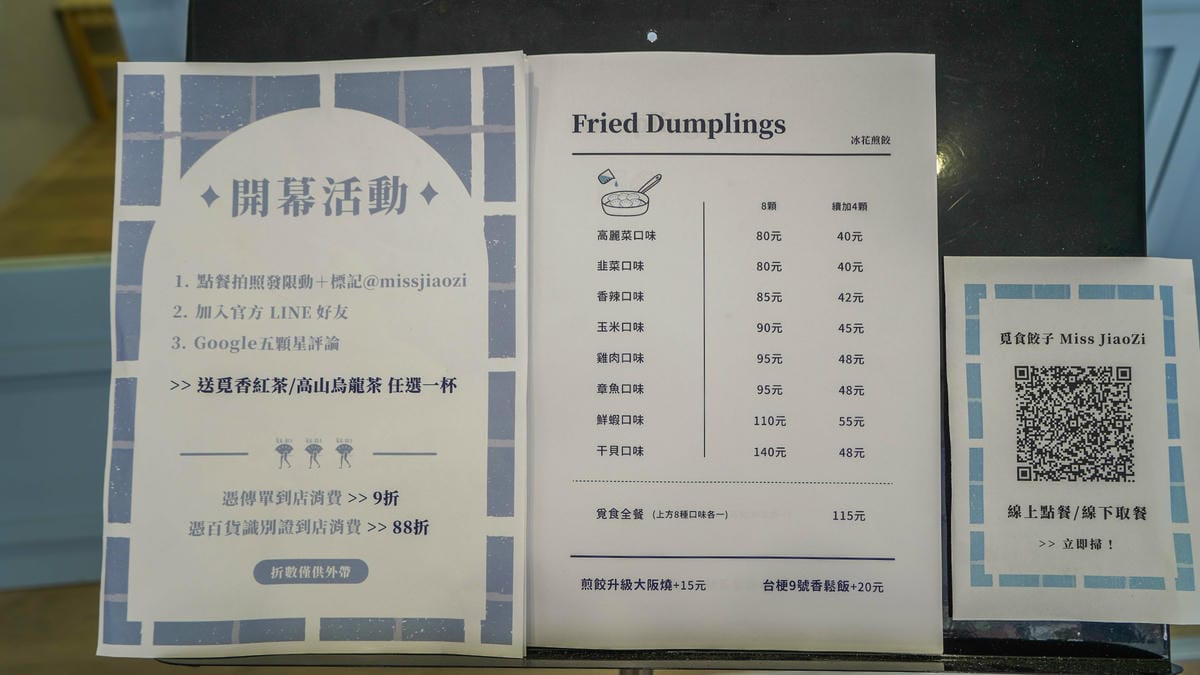 開幕活動
1. 點餐拍照發限動＋標記@missjiaozi
2. 加入官方 LINE 好友
3. Google五顆星評論
>> 送覓香紅茶/高山烏龍茶 任選一杯
憑傳單到店消費 >> 9折
憑百貨識別證到店消費 >> 88折
折數僅供外帶
Fried Dumplings
冰花煎餃
8顆 續加4顆
高麗菜口味 80元 40元
韭菜口味 80元 40元
香辣口味 85元 42元
玉米口味 90元 45元
雞肉口味 95元 48元
章魚口味 95元 48元
鮮蝦口味 110元 55元
干貝口味 140元 48元
覓食全餐 (上方8種口味各一) 115元
煎餃升級大阪燒+15元 台梗9號香鬆飯+20元
覓食餃子 Miss JiaoZi
線上點餐/線下取餐
>> 立即掃！